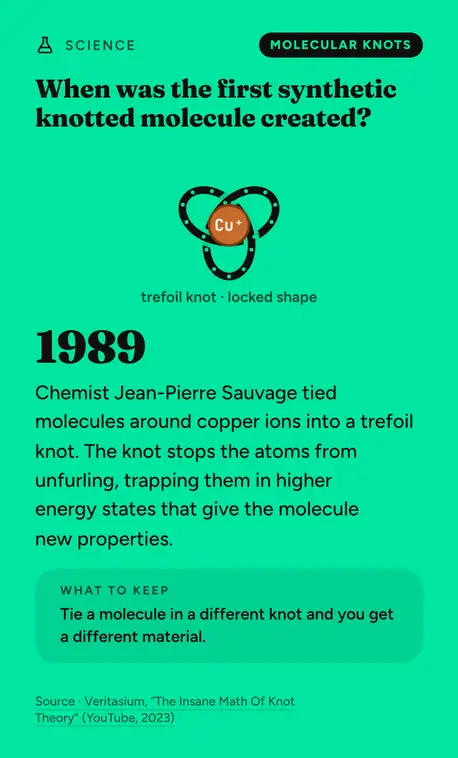 SCIENCE
MOLECULAR KNOTS
When was the first synthetic
knotted molecule created?
Cu⁺
trefoil knot · locked shape
1989
Chemist Jean-Pierre Sauvage tied
molecules around copper ions into a trefoil
knot. The knot stops the atoms from
unfurling, trapping them in higher
energy states that give the molecule
new properties.
WHAT TO KEEP
Tie a molecule in a different knot and you get
a different material.
Source · Veritasium, “The Insane Math Of Knot
Theory” (YouTube, 2023)